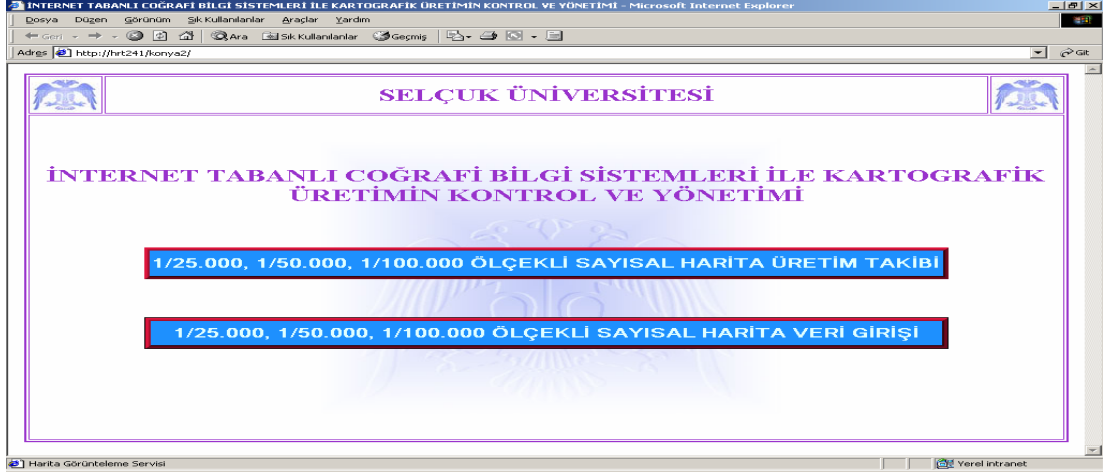 İNTERNET TABANLI COĞRAFİ BİLGİ SİSTEMLERİ İLE KARTOGRAFİK ÜRETİMİN KONTROL VE YÖNETİMİ - Microsoft Internet Explorer
Dosya Düzen Görünüm Sık Kullanılanlar Araçlar Yardım
Geri Ara Sık Kullanılanlar Geçmiş
Adres http://hrt241/konya2/ Git
SELÇUK ÜNİVERSİTESİ
İNTERNET TABANLI COĞRAFİ BİLGİ SİSTEMLERİ İLE KARTOGRAFİK
ÜRETİMİN KONTROL VE YÖNETİMİ
1/25.000, 1/50.000, 1/100.000 ÖLÇEKLİ SAYISAL HARİTA ÜRETİM TAKİBİ
1/25.000, 1/50.000, 1/100.000 ÖLÇEKLİ SAYISAL HARİTA VERİ GİRİŞİ
Harita Görünteleme Servisi Yerel intranet